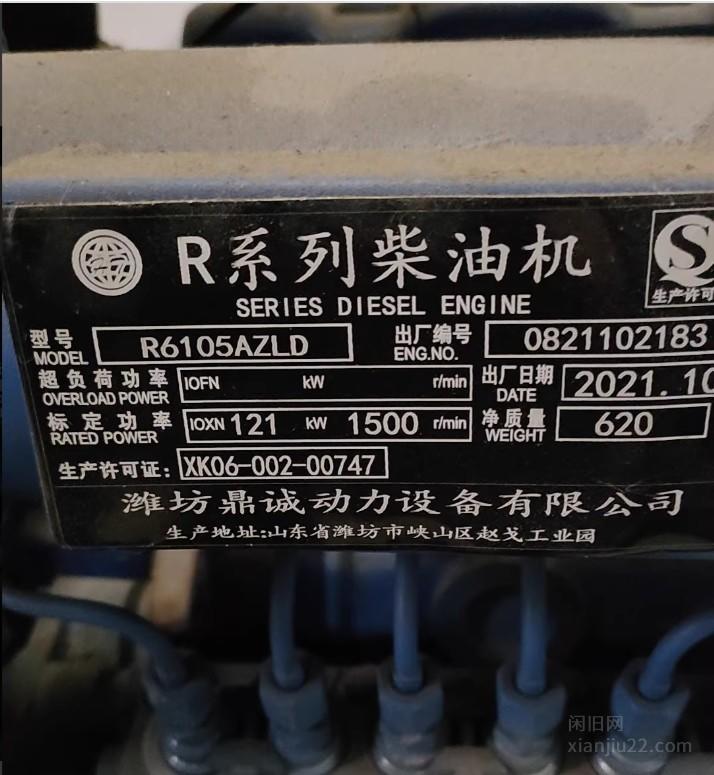 R系列柴油机
SERIES DIESEL ENGINE
S
生产许可
型号 MODEL R6105AZLD 出厂编号 ENG.NO. 0821102183
超负荷功率 OVERLOAD POWER IOFN kW r/min 出厂日期 DATE 2021.10
标定功率 RATED POWER IOXN 121 kW 1500 r/min 净质量 WEIGHT 620
生产许可证: XK06-002-00747
潍坊鼎诚动力设备有限公司
生产地址:山东省潍坊市峡山区赵戈工业园
闲旧网
xianjiu22.com